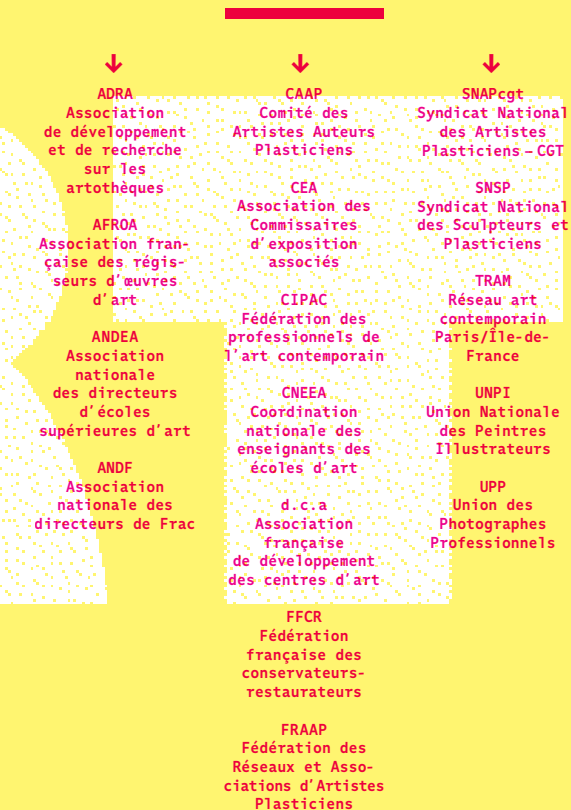 ADRA
Association
de développement
et de recherche
sur les
artothèques
AFROA
Association fran-
çaise des régis-
seurs d'œuvres
d'art
ANDEA
Association
nationale
des directeurs
d'écoles
supérieures d'art
ANDF
Association
nationale des
directeurs de Frac
CAAP
Comité des
Artistes Auteurs
Plasticiens
CEA
Association des
Commissaires
d'exposition
associés
CIPAC
Fédération des
professionnels de
l'art contemporain
CNEEA
Coordination
nationale des
enseignants des
écoles d'art
d.c.a
Association
française
de développement
des centres d'art
FFCR
Fédération
française des
conservateurs-
restaurateurs
FRAAP
Fédération des
Réseaux et Asso-
ciations d'Artistes
Plasticiens
SNAPcgt
Syndicat National
des Artistes
Plasticiens – CGT
SNSP
Syndicat National
des Sculpteurs et
Plasticiens
TRAM
Réseau art
contemporain
Paris/Île-de-
France
UNPI
Union Nationale
des Peintres
Illustrateurs
UPP
Union des
Photographes
Professionnels